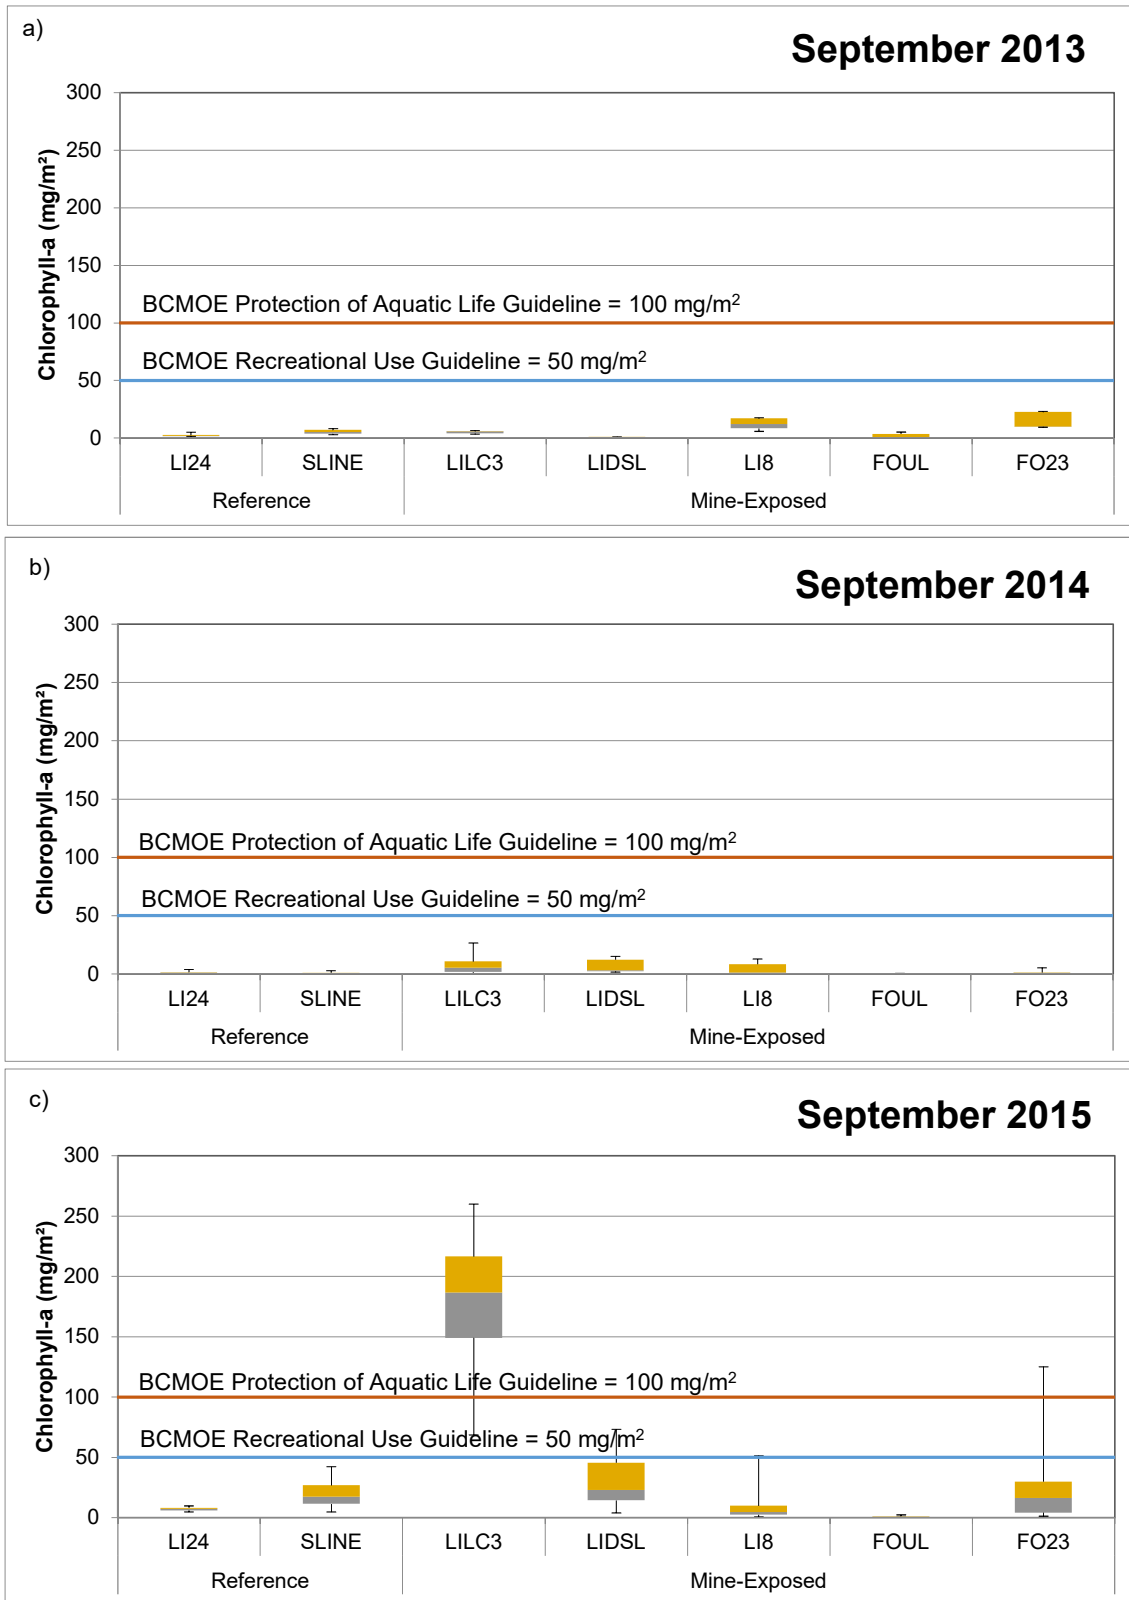 a)
September 2013
Chlorophyll-a (mg/m²)
300
250
200
150
BCMOE Protection of Aquatic Life Guideline = 100 mg/m²
100
BCMOE Recreational Use Guideline = 50 mg/m²
50
0
LI24 SLINE LILC3 LIDSL LI8 FOUL FO23
Reference Mine-Exposed
b)
September 2014
Chlorophyll-a (mg/m²)
300
250
200
150
BCMOE Protection of Aquatic Life Guideline = 100 mg/m²
100
BCMOE Recreational Use Guideline = 50 mg/m²
50
0
LI24 SLINE LILC3 LIDSL LI8 FOUL FO23
Reference Mine-Exposed
c)
September 2015
Chlorophyll-a (mg/m²)
300
250
200
150
BCMOE Protection of Aquatic Life Guideline = 100 mg/m²
100
BCMOE Recreational Use Guideline = 50 mg/m²
50
0
LI24 SLINE LILC3 LIDSL LI8 FOUL FO23
Reference Mine-Exposed